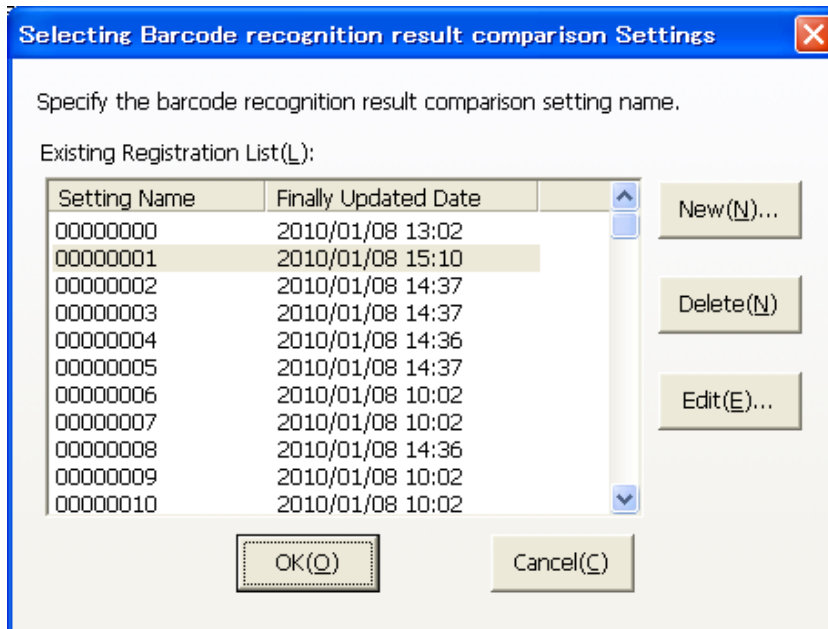 Selecting Barcode recognition result comparison Settings
Specify the barcode recognition result comparison setting name.
Existing Registration List(L):
Setting Name Finally Updated Date
00000000 2010/01/08 13:02
00000001 2010/01/08 15:10
00000002 2010/01/08 14:37
00000003 2010/01/08 14:37
00000004 2010/01/08 14:36
00000005 2010/01/08 14:37
00000006 2010/01/08 10:02
00000007 2010/01/08 10:02
00000008 2010/01/08 14:36
00000009 2010/01/08 10:02
00000010 2010/01/08 10:02
New(N)...
Delete(N)
Edit(E)...
OK(O) Cancel(C)